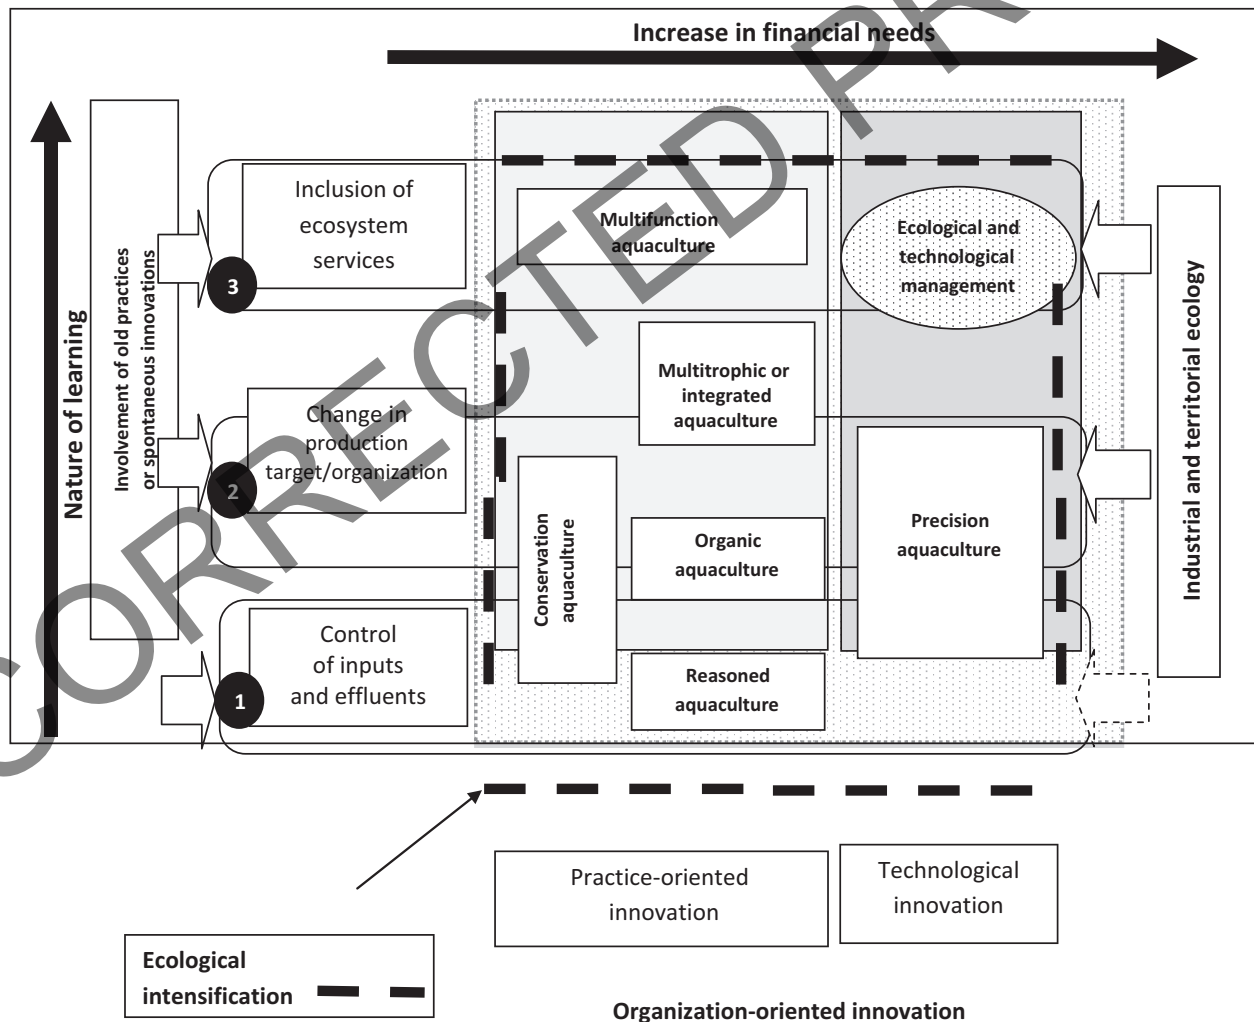 Increase in financial needs
Nature of learning
Involvement of old practices
or spontaneous innovations
Inclusion of
ecosystem
services
3
Multifunction
aquaculture
Ecological and
technological
management
Industrial and territorial ecology
Change in
production
target/organization
2
Multitrophic or
integrated
aquaculture
Conservation
aquaculture
Organic
aquaculture
Precision
aquaculture
Control
of inputs
and effluents
1
Reasoned
aquaculture
Practice-oriented
innovation
Technological
innovation
Ecological
intensification
Organization-oriented innovation
CORRECTED PR